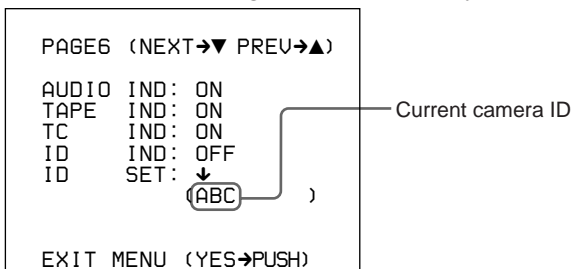 PAGE6 (NEXT➔▼ PREV➔▲)
AUDIO IND: ON
TAPE IND: ON
TC IND: ON
ID IND: OFF
ID SET: ↓
(ABC )
Current camera ID
EXIT MENU (YES➔PUSH)